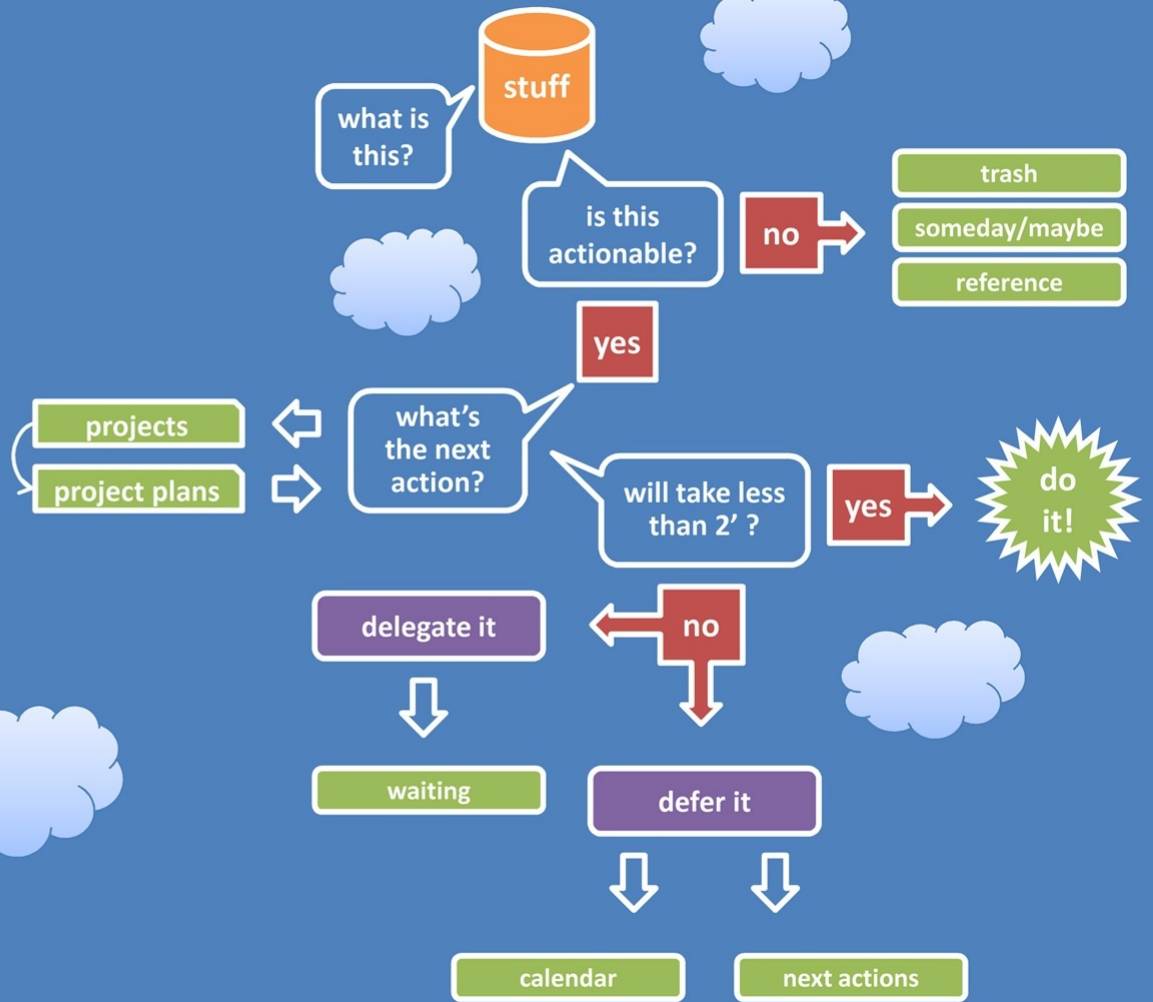 stuff
what is
this?
is this
actionable?
no
trash
someday/maybe
reference
yes
projects
project plans
what's
the next
action?
will take less
than 2’ ?
yes
do
it!
delegate it
no
waiting
defer it
calendar
next actions